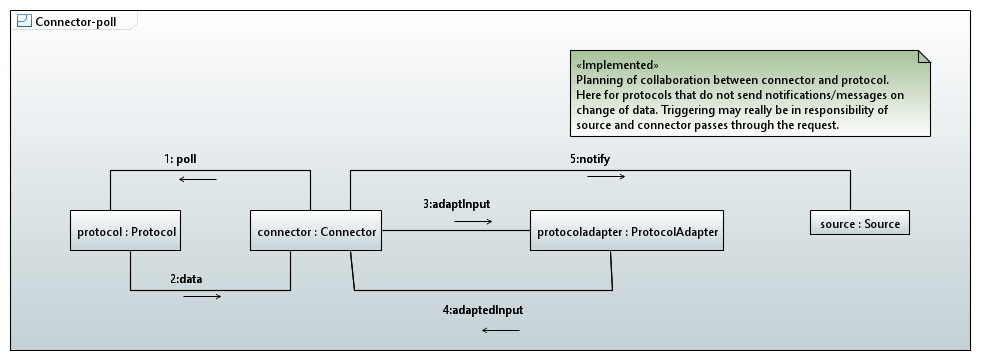 Connector-poll
«Implemented»
Planning of collaboration between connector and protocol.
Here for protocols that do not send notifications/messages on
change of data. Triggering may really be in responsibility of
source and connector passes through the request.
1: poll
5:notify
3:adaptInput
protocol : Protocol
connector : Connector
protocoladapter : ProtocolAdapter
source : Source
2:data
4:adaptedInput